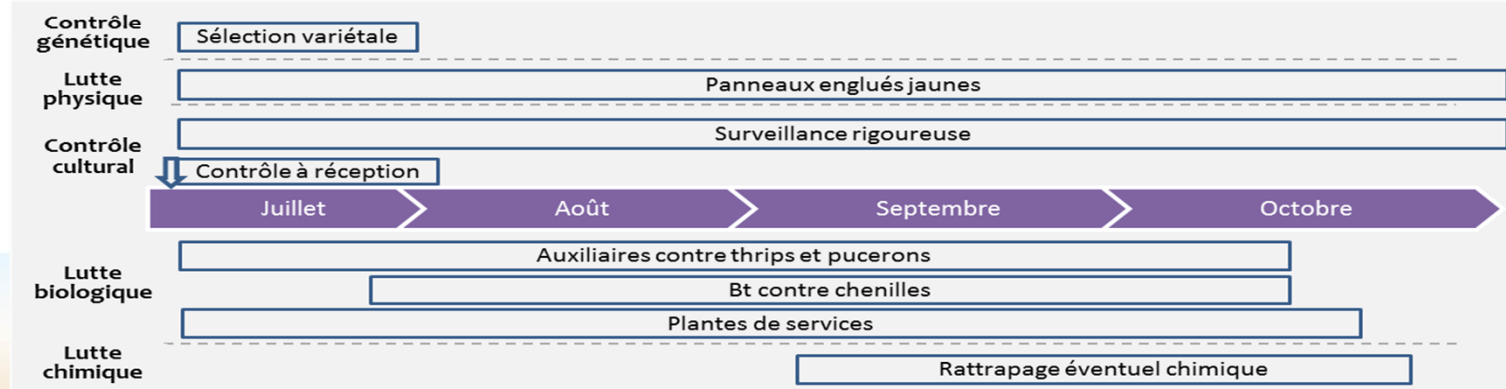 Contrôle
génétique
Sélection variétale
Lutte
physique
Panneaux englués jaunes
Contrôle
cultural
Surveillance rigoureuse
Contrôle à réception
Juillet
Août
Septembre
Octobre
Lutte
biologique
Auxiliaires contre thrips et pucerons
Bt contre chenilles
Plantes de services
Lutte
chimique
Rattrapage éventuel chimique